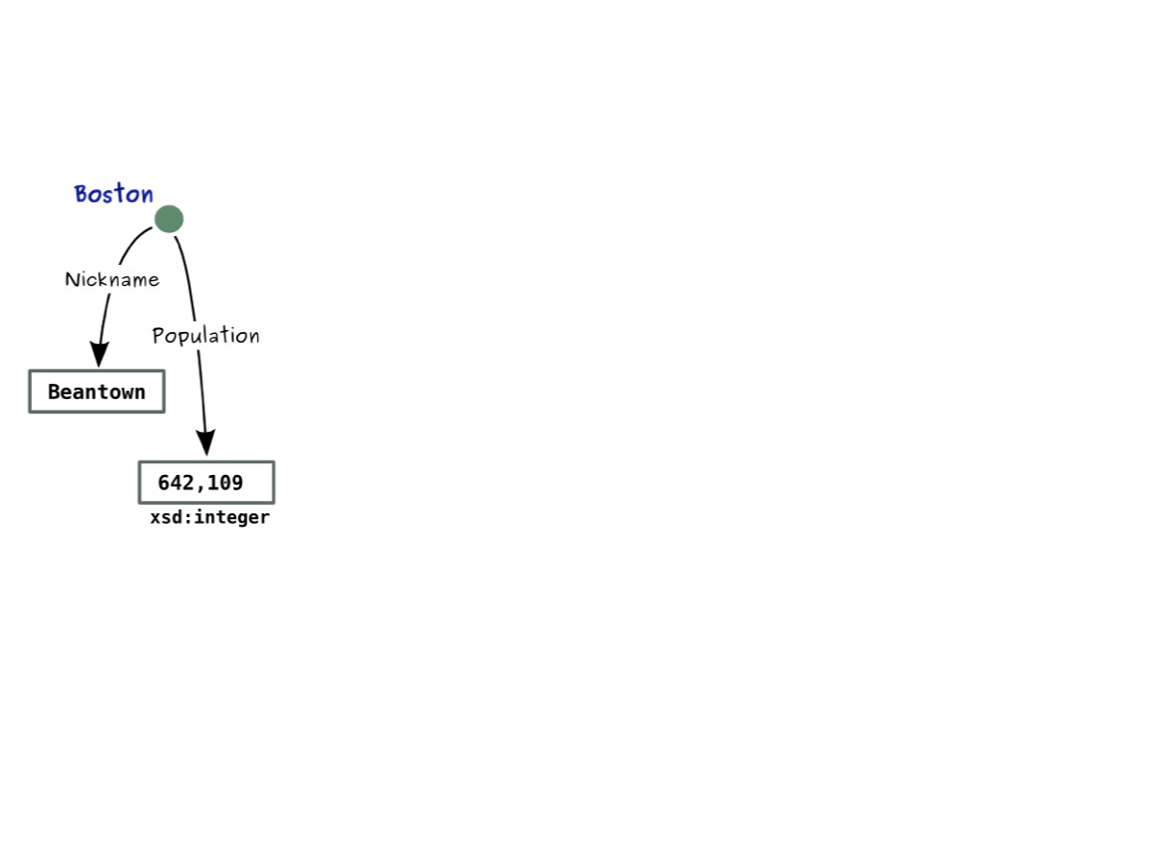 Boston
Nickname
Population
Beantown
642,109
xsd:integer